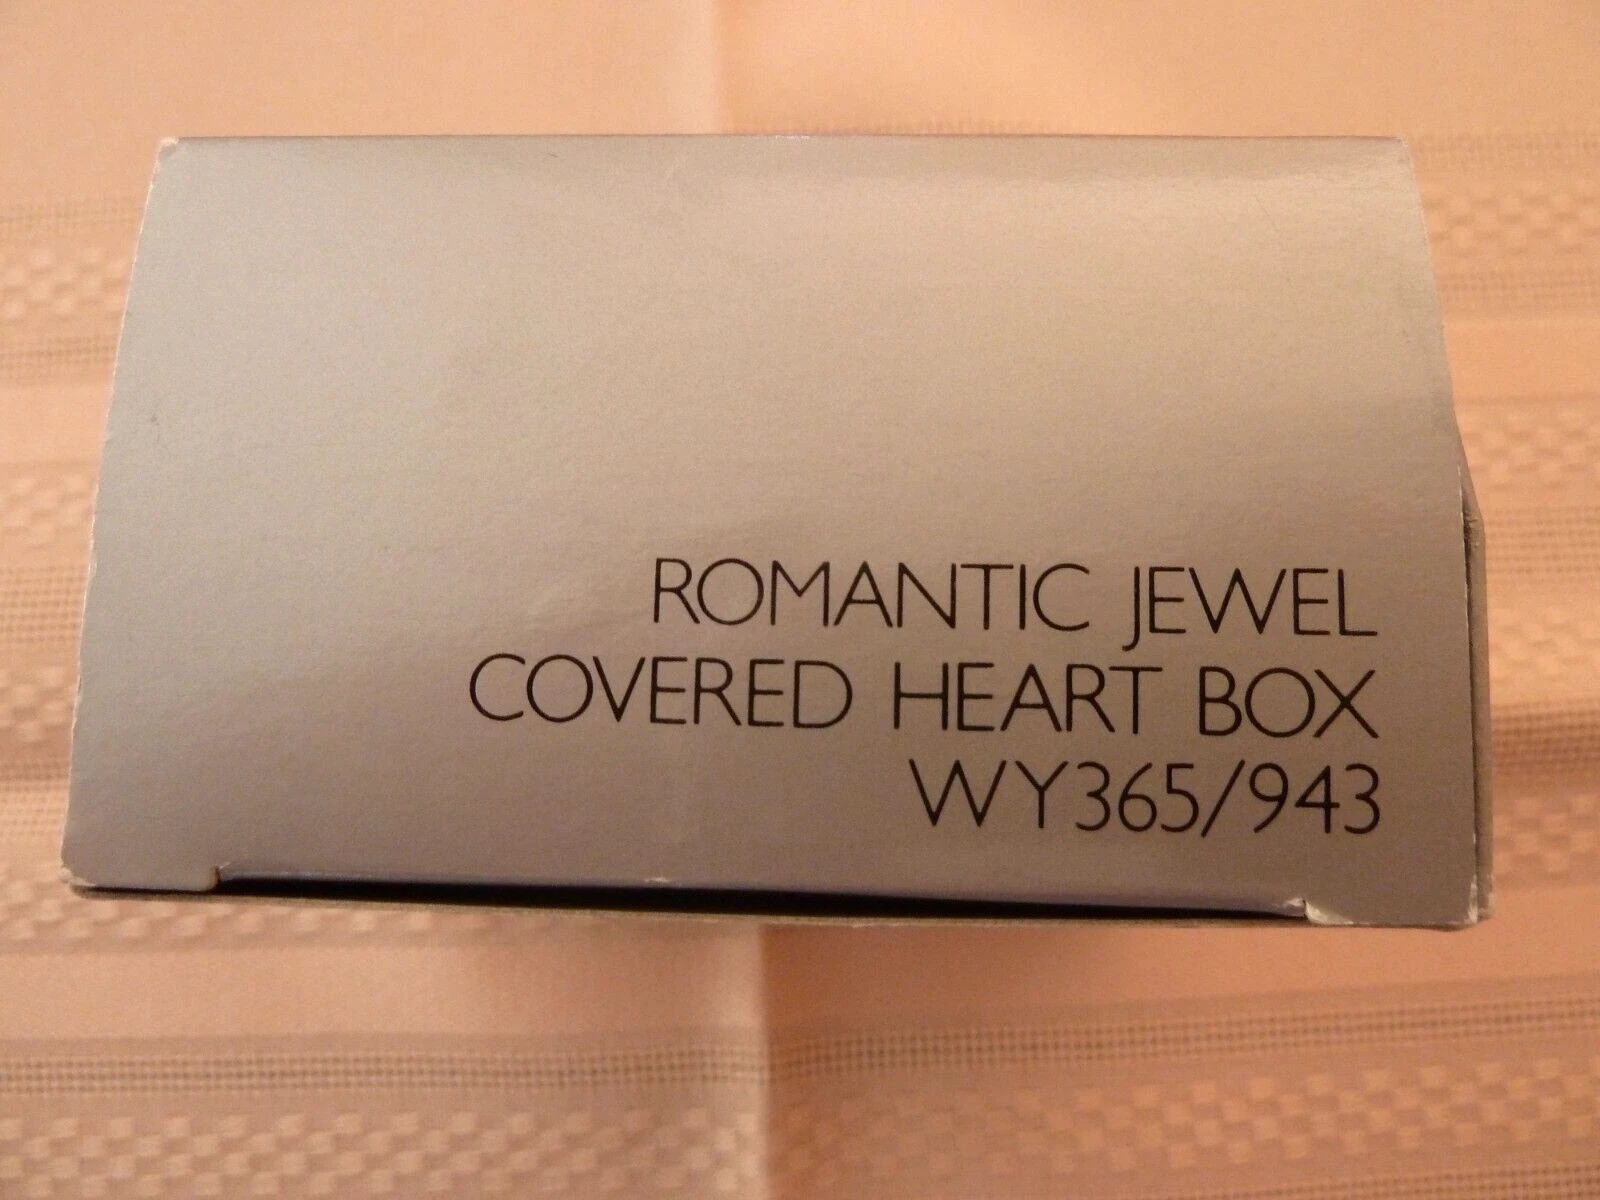 ROMANTIC JEWEL
COVERED HEART BOX
WY365/943